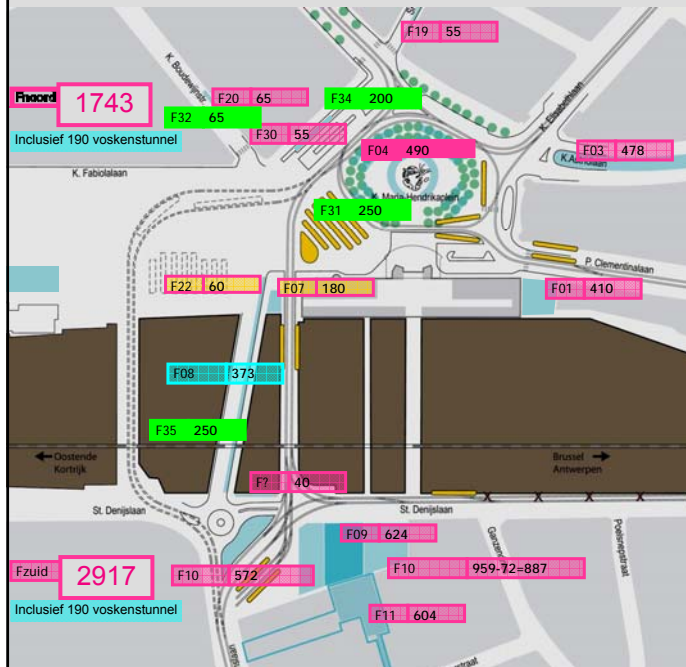 F19 55
K. Boudewijnstr.
Fnoord 1743
F20 65
F34 200
F32 65
K. Elisabethlaan
Inclusief 190 voskenstunnel
F30 55
F04 490
F03 478
K. Fabiolalaan
K. Maria-Hendrikaplein
F31 250
P. Clementinalaan
F22 60
F07 180
F01 410
F08 373
F35 250
Oostende
Kortrijk
Brussel
Antwerpen
F? 40
St. Denijslaan
St. Denijslaan
F09 624
Poelsnepstraat
Fzuid 2917
F10 572
F10 959-72=887
Inclusief 190 voskenstunnel
F11 604